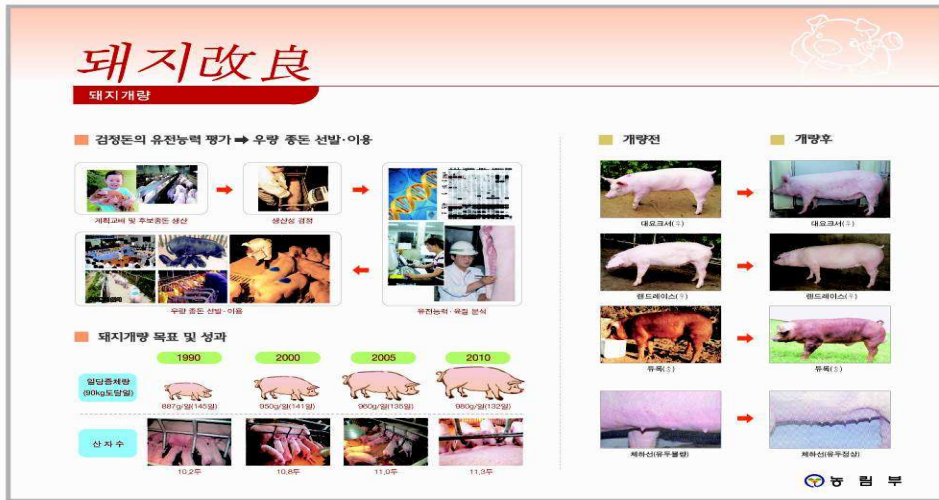 돼지改良
돼지개량
검정돈의 유전능력 평가 ➡ 우량 종돈 선발·이용
계획교배 및 후보종돈 생산
생산성 검정
우량 종돈 선발·이용
유전능력·육질 분석
돼지개량 목표 및 성과
1990
2000
2005
2010
일당증체량
(90kg도달일)
887g/일(145일)
950g/일(141일)
960g/일(135일)
980g/일(132일)
산 자 수
10.2두
10.8두
11.0두
11.3두
개량전
개량후
대요크셔(♀)
대요크셔(♀)
랜드레이스(♀)
랜드레이스(♀)
듀록(♂)
듀록(♂)
체하선(유두불량)
체하선(유두정상)
농 림 부